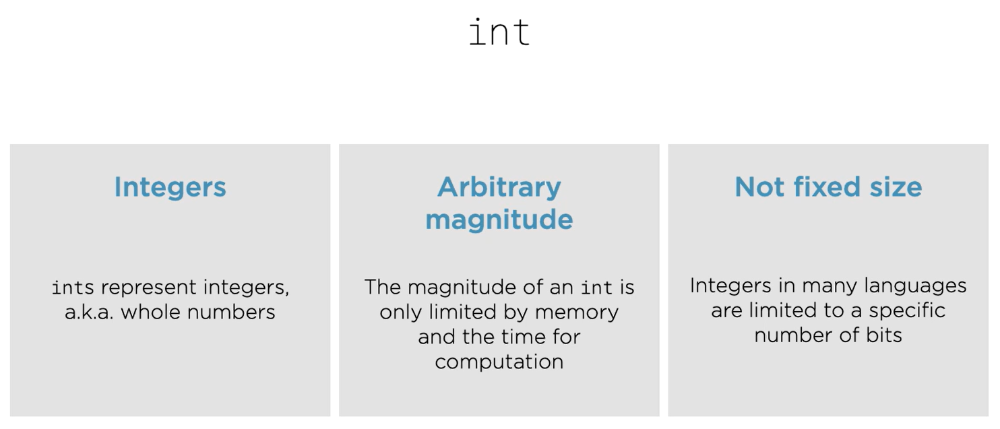 int
Integers
ints represent integers,
a.k.a. whole numbers
Arbitrary
magnitude
The magnitude of an int is
only limited by memory
and the time for
computation
Not fixed size
Integers in many languages
are limited to a specific
number of bits